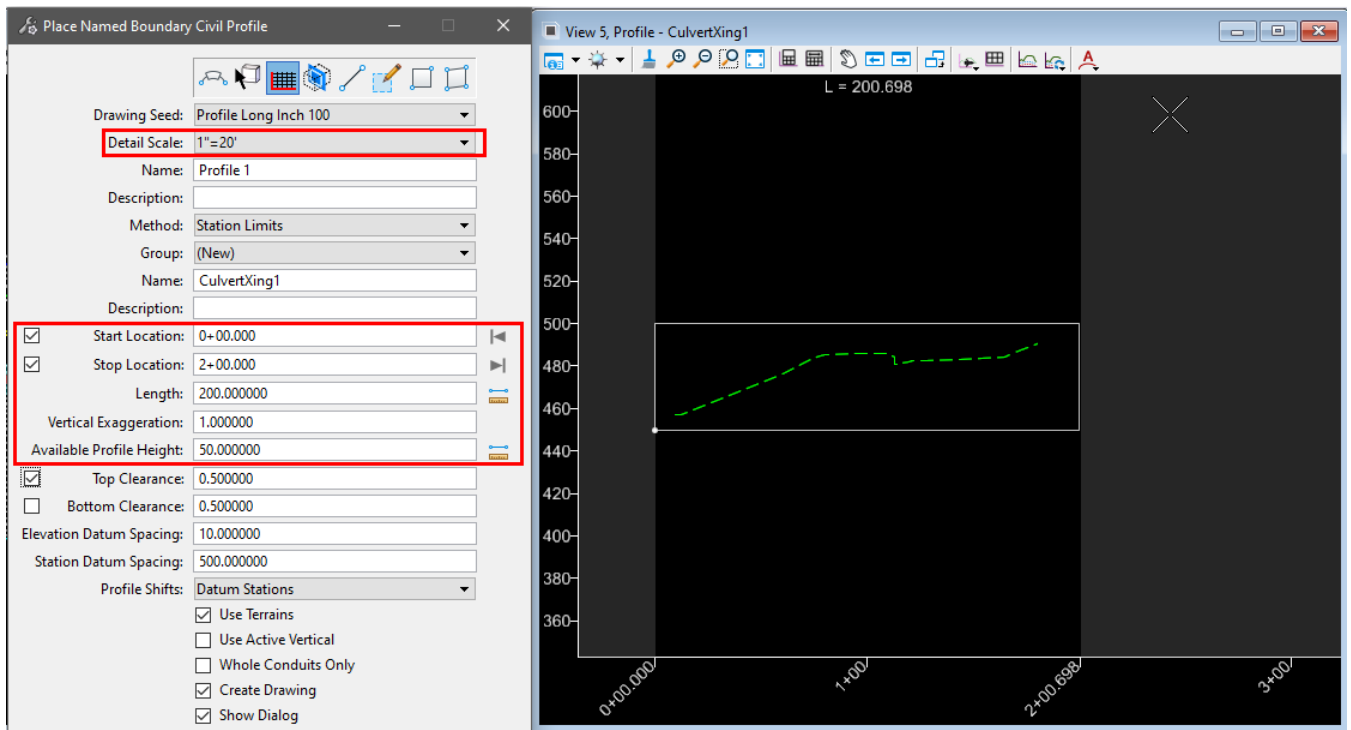 Place Named Boundary Civil Profile
Drawing Seed: Profile Long Inch 100
Detail Scale: 1"=20'
Name: Profile 1
Description:
Method: Station Limits
Group: (New)
Name: CulvertXing1
Description:
Start Location: 0+00.000
Stop Location: 2+00.000
Length: 200.000000
Vertical Exaggeration: 1.000000
Available Profile Height: 50.000000
Top Clearance: 0.500000
Bottom Clearance: 0.500000
Elevation Datum Spacing: 10.000000
Station Datum Spacing: 500.000000
Profile Shifts: Datum Stations
Use Terrains
Use Active Vertical
Whole Conduits Only
Create Drawing
Show Dialog
View 5, Profile - CulvertXing1
L = 200.698
600
580
560
540
520
500
480
460
440
420
400
380
360
0+00.000 1+00 2+00.698 3+00